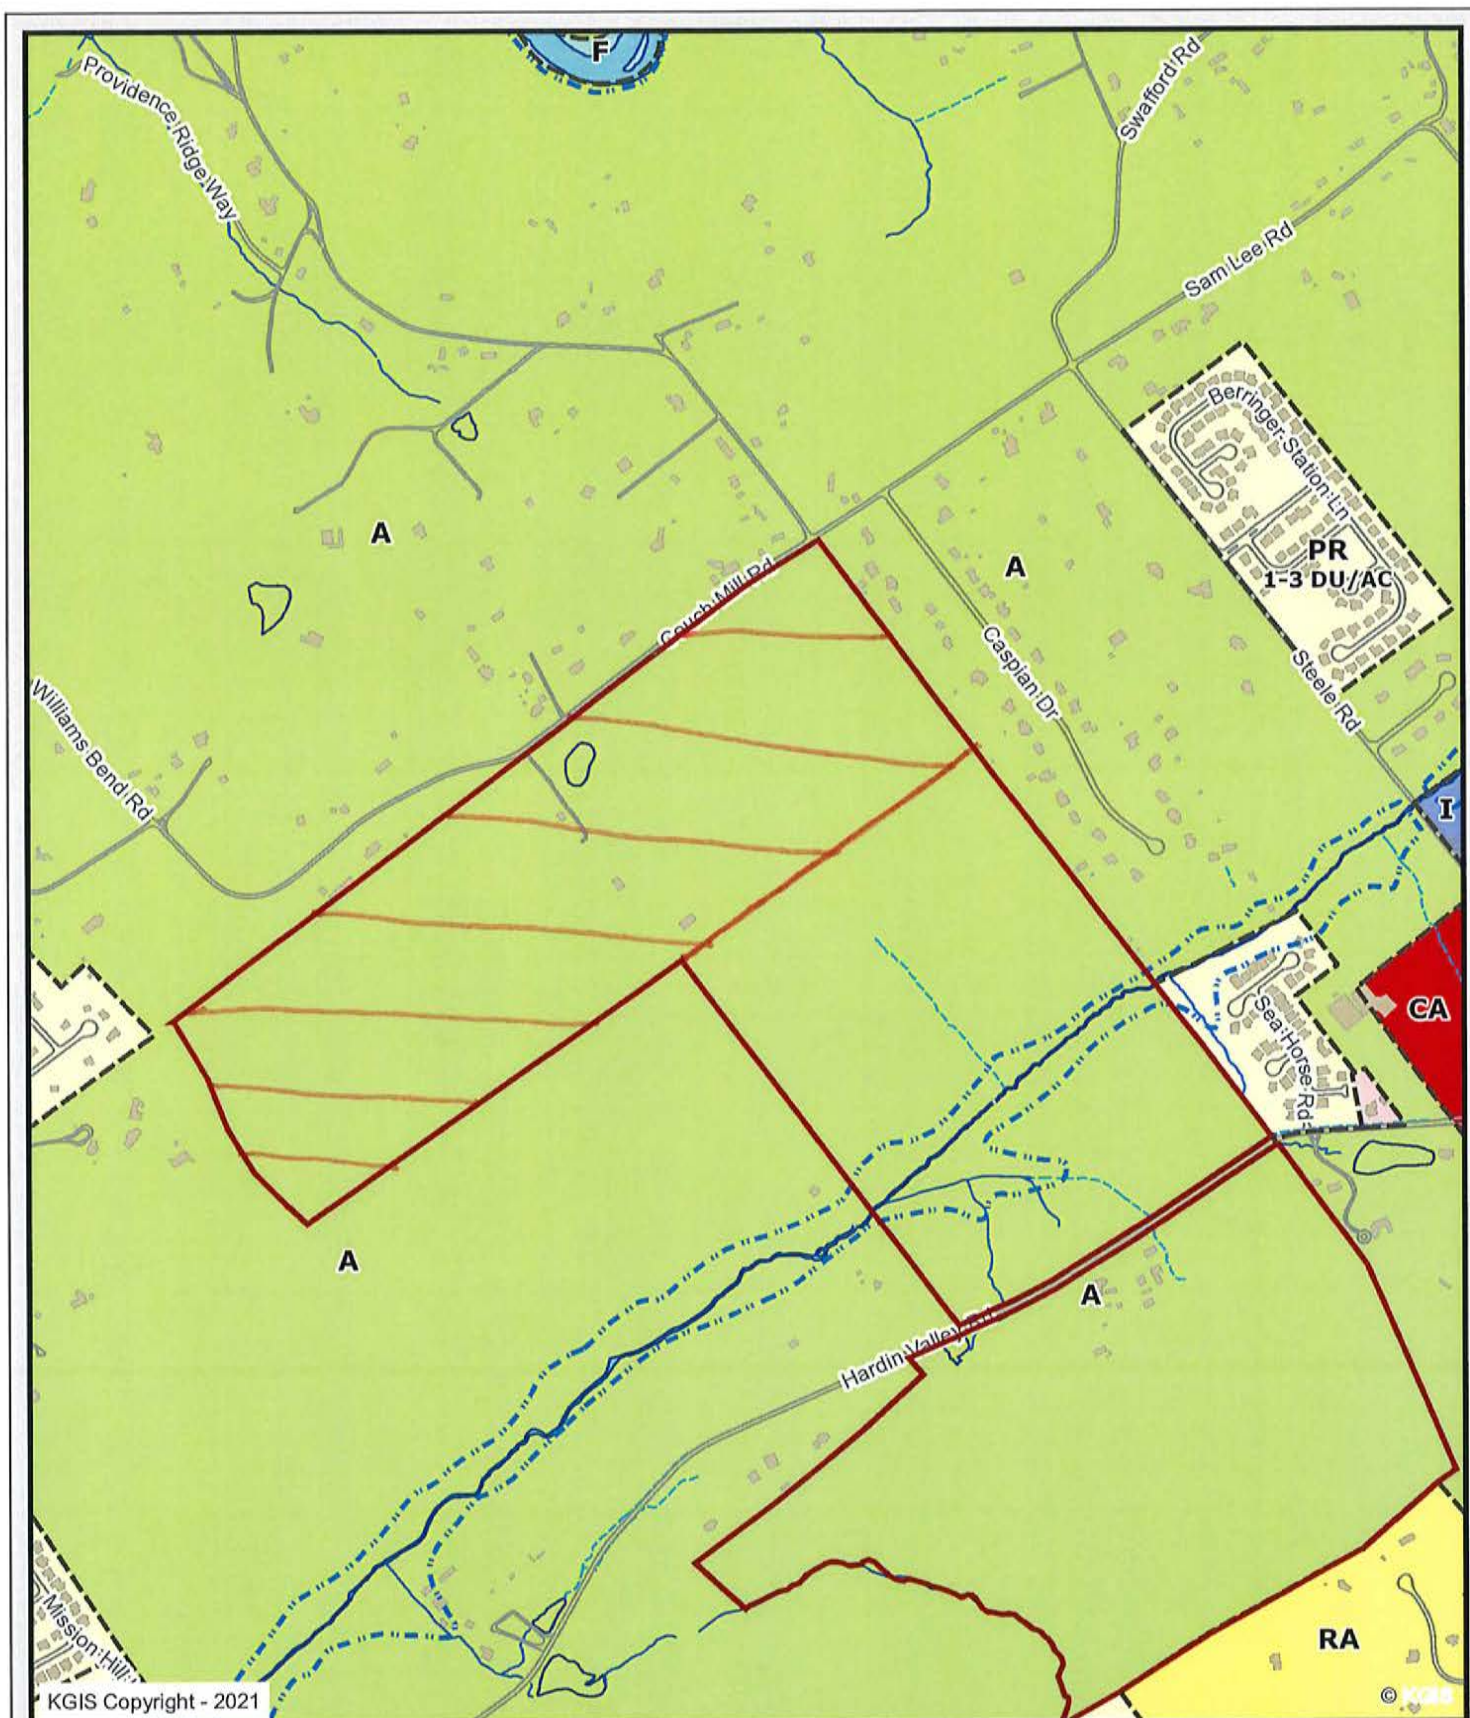 F
Providence Ridge Way
Swafford Rd
Sam Lee Rd
Berringer Station Ln
A
PR
1-3 DU/AC
A
Couch Mill Rd
Caspian Dr
Steele Rd
Williams Bend Rd
I
CA
Sea Horse Rd
A
A
Hardin Valley Rd
RA
Mission Hill
KGIS Copyright - 2021
© KGIS